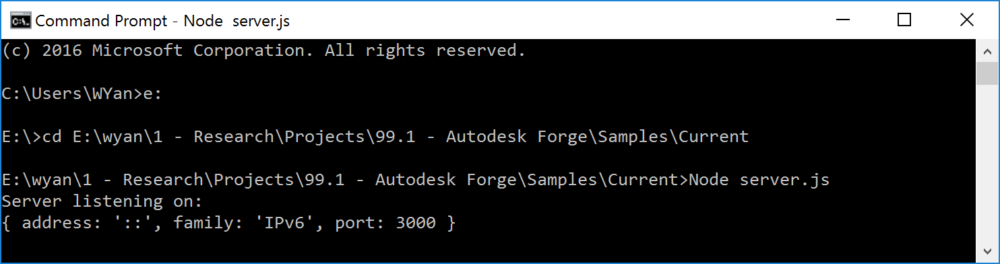 Command Prompt - Node  server.js
(c) 2016 Microsoft Corporation. All rights reserved.
C:\Users\WYan>e:
E:\>cd E:\wyan\1 - Research\Projects\99.1 - Autodesk Forge\Samples\Current
E:\wyan\1 - Research\Projects\99.1 - Autodesk Forge\Samples\Current>Node server.js
Server listening on:
{ address: '::', family: 'IPv6', port: 3000 }